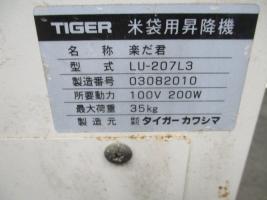 TIGER 米袋用昇降機
名称 楽だ君
型式 LU-207L3
製造番号 03082010
所要動力 100V 200W
最大荷重 35kg
製造元 株式会社 タイガーカワシマ